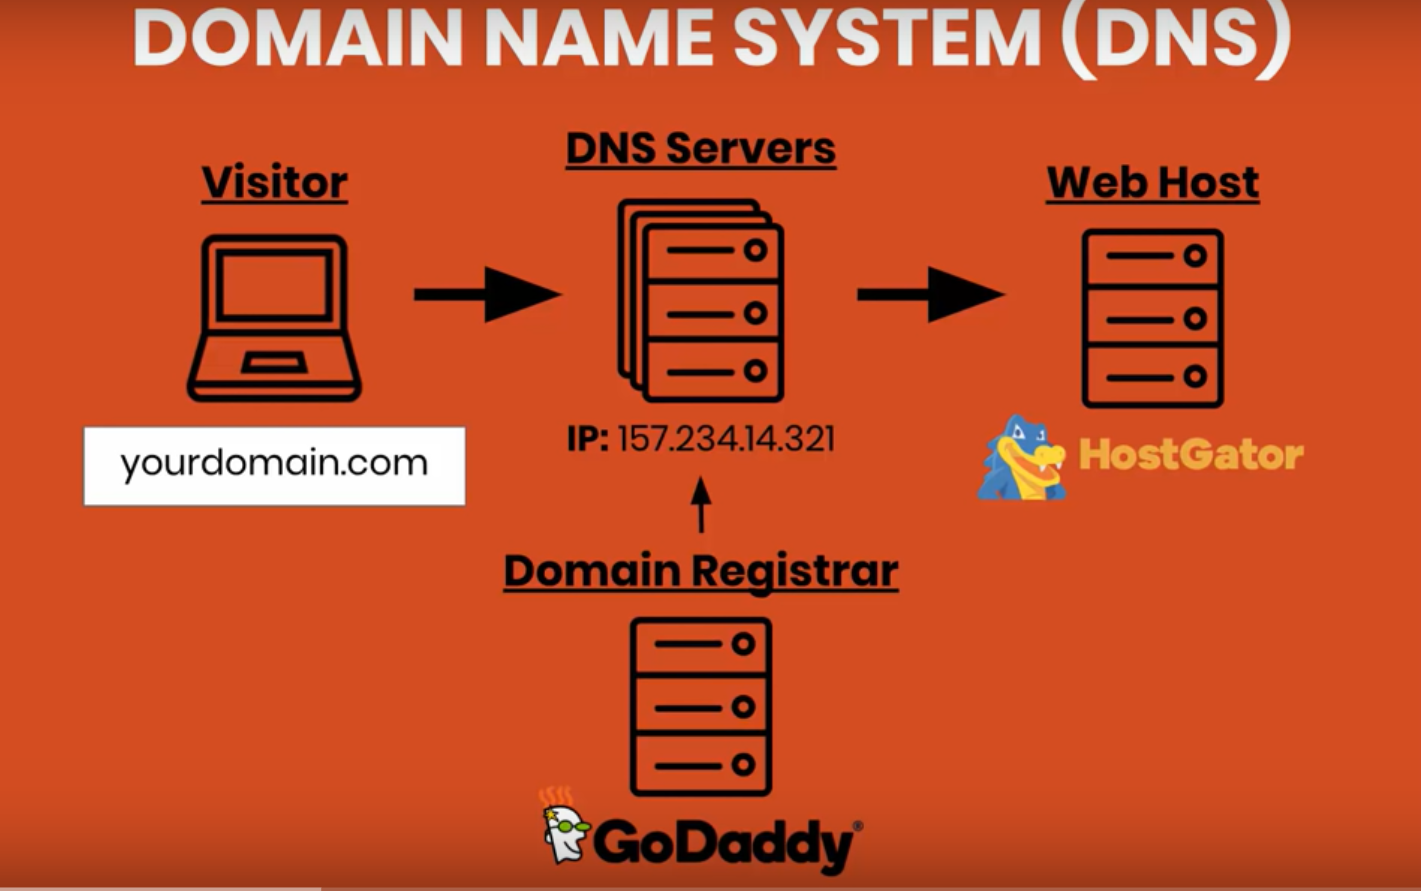 DOMAIN NAME SYSTEM (DNS)
Visitor
DNS Servers
Web Host
yourdomain.com
IP: 157.234.14.321
HostGator
Domain Registrar
GoDaddy®